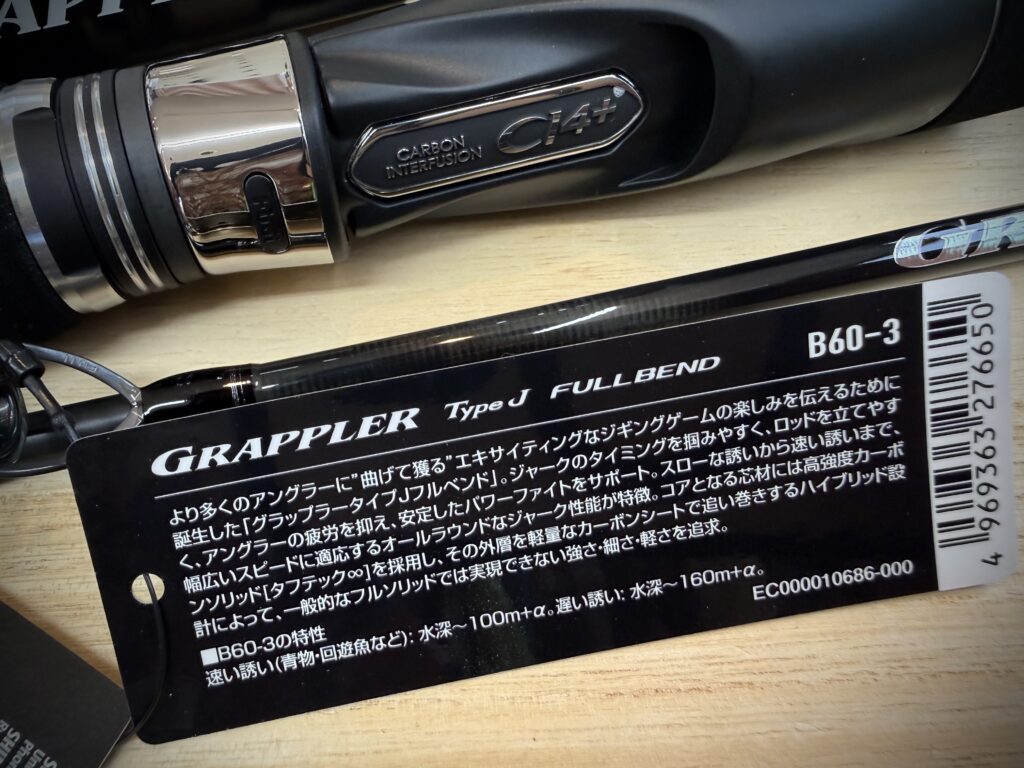 CARBON
INTERFUSION
Ci4+
Push
GRAPPLER Type J FULL BEND
B60-3
より多くのアングラーに"曲げて獲る"エキサイティングなジギングゲームの楽しみを伝えるために
誕生した「グラップラータイプJフルベンド」。ジャークのタイミングを掴みやすく、ロッドを立てやす
く、アングラーの疲労を抑え、安定したパワーファイトをサポート。スローな誘いから速い誘いまで、
幅広いスピードに適応するオールラウンドなジャーク性能が特徴。コアとなる芯材には高強度カーボ
ンソリッド[タフテック∞]を採用し、その外層を軽量なカーボンシートで追い巻きするハイブリッド設
計によって、一般的なフルソリッドでは実現できない強さ・細さ・軽さを追求。
■B60-3の特性
速い誘い(青物・回遊魚など): 水深～100m+α。遅い誘い: 水深～160m+α。
EC000010686-000
4 969363 276650